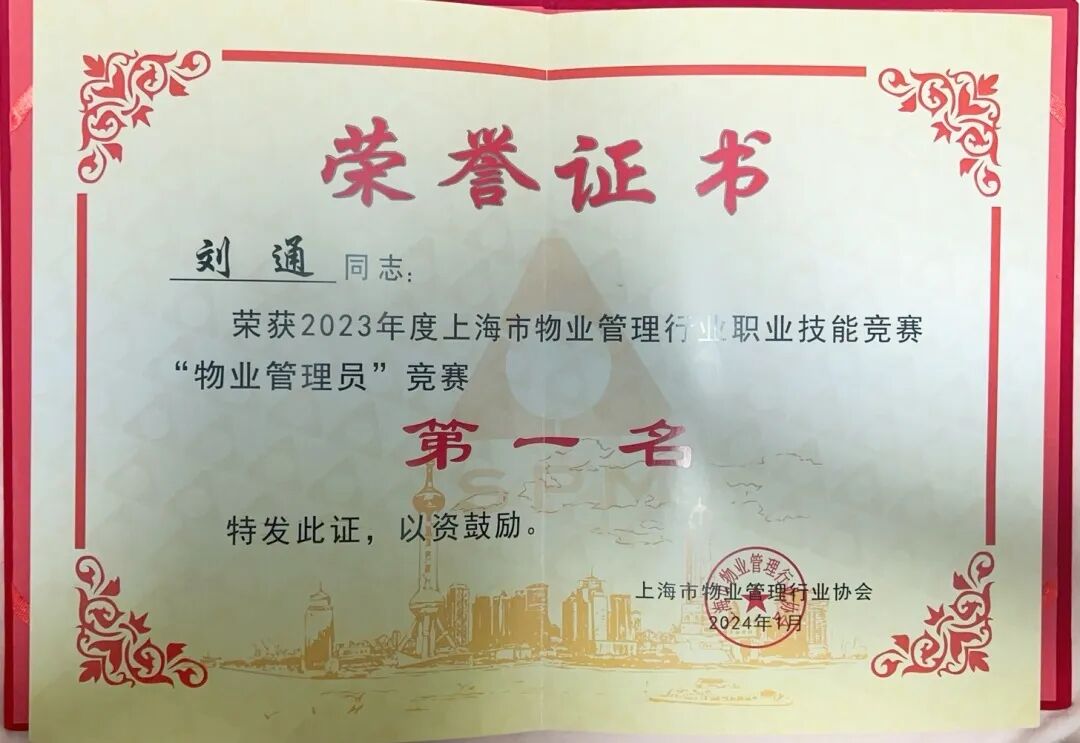 荣誉证书
刘通 同志：
荣获2023年度上海市物业管理行业职业技能竞赛
“物业管理员”竞赛
第一名
SPM
特发此证，以资鼓励。
上海市物业管理行业协会
2024年1月